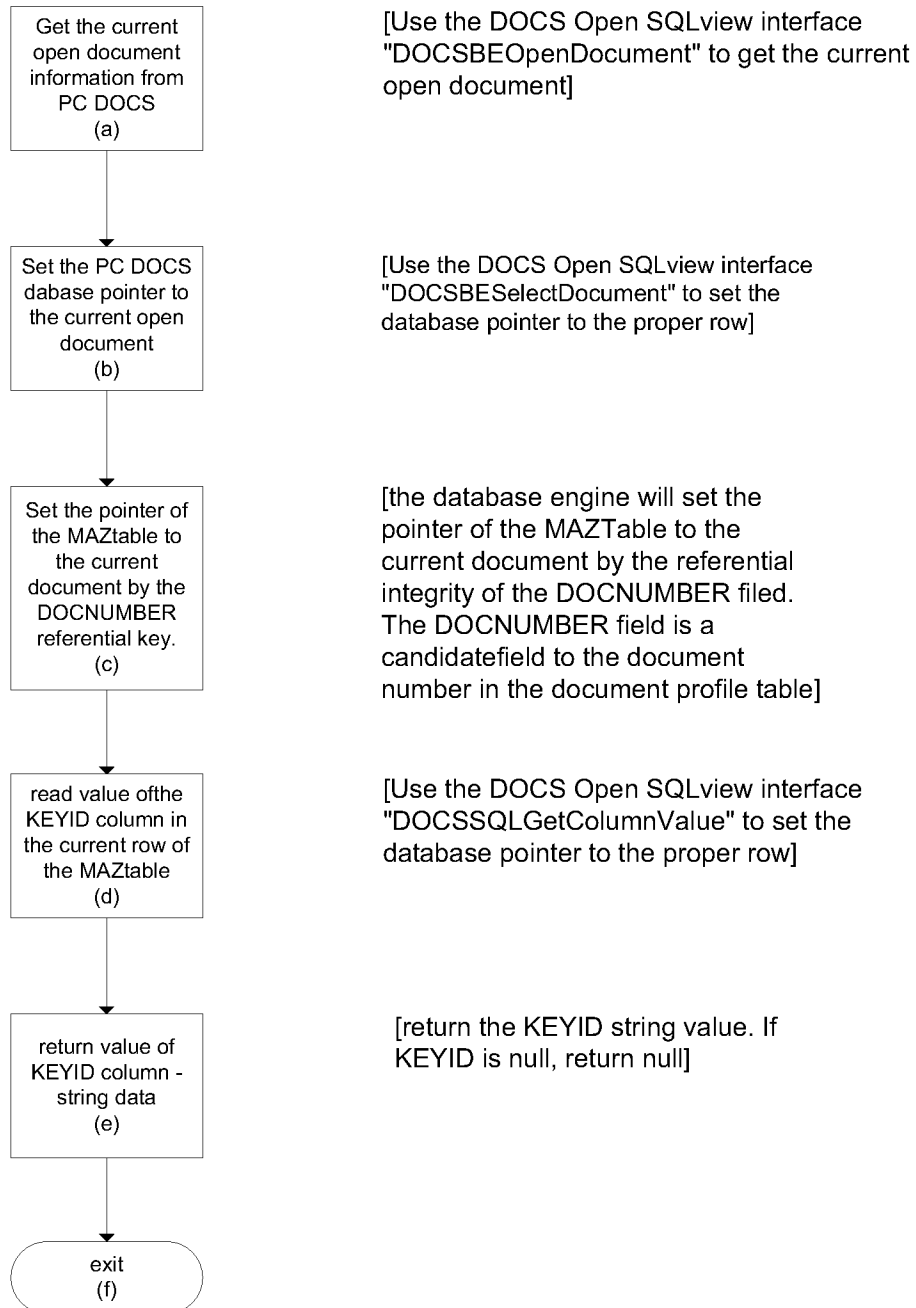 Get the current
open document
information from
PC DOCS
(a)
[Use the DOCS Open SQLview interface
"DOCSBEOpenDocument" to get the current
open document]
Set the PC DOCS
dabase pointer to
the current open
document
(b)
[Use the DOCS Open SQLview interface
"DOCSBESelectDocument" to set the
database pointer to the proper row]
Set the pointer of
the MAZtable to
the current
document by the
DOCNUMBER
referential key.
(c)
[the database engine will set the
pointer of the MAZTable to the
current document by the referential
integrity of the DOCNUMBER filed.
The DOCNUMBER field is a
candidatefield to the document
number in the document profile table]
read value ofthe
KEYID column in
the current row of
the MAZtable
(d)
[Use the DOCS Open SQLview interface
"DOCSSQLGetColumnValue" to set the
database pointer to the proper row]
return value of
KEYID column -
string data
(e)
[return the KEYID string value. If
KEYID is null, return null]
exit
(f)